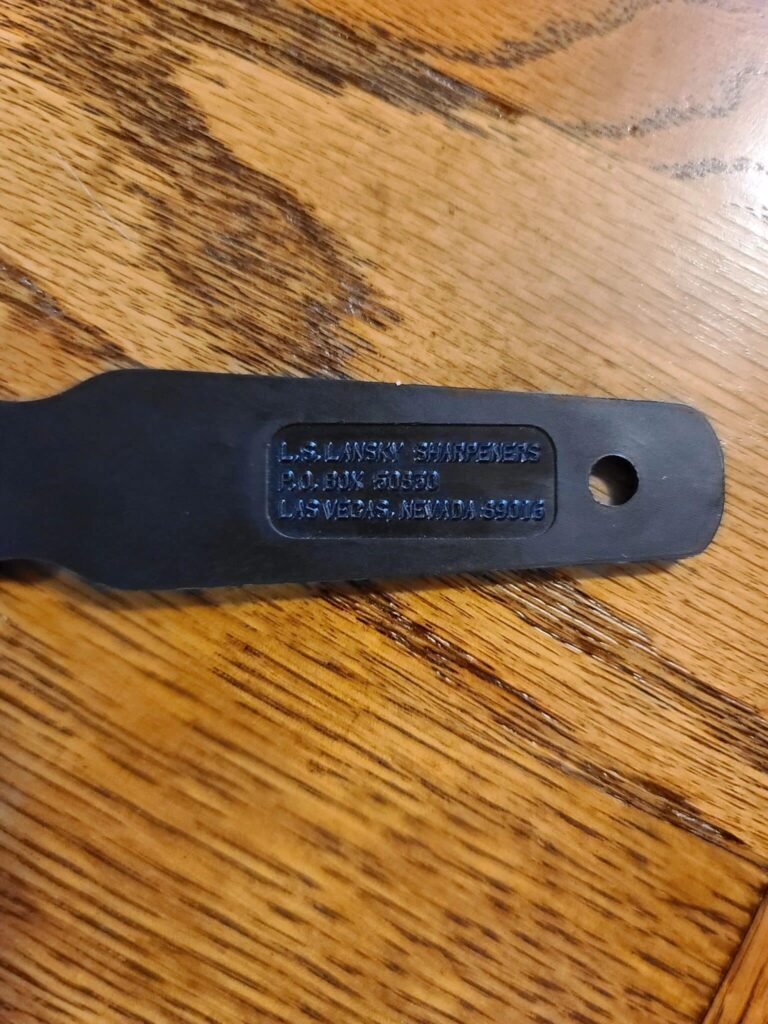 L.S. LANSKY SHARPENERS
P.O. BOX 50830
LAS VEGAS, NEVADA 89016